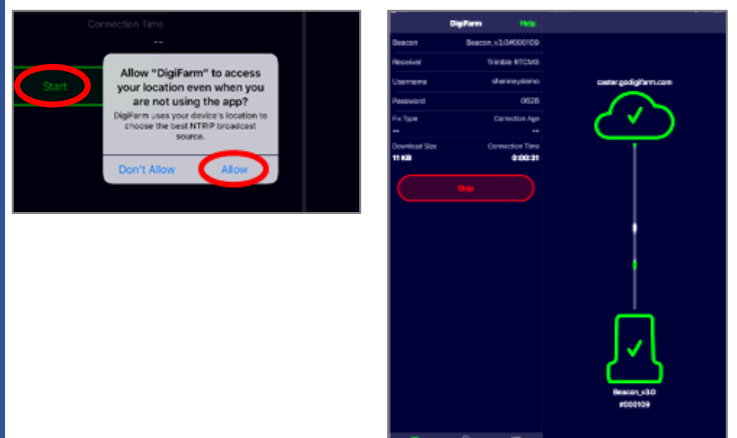 Connection Time
--
Start
Allow "DigiFarm" to access
your location even when you
are not using the app?
DigiFarm uses your device's location to
choose the best NTRIP broadcast
source.
Don't Allow
Allow
DigiFarm
Help
Beacon Beacon_v3.0#000109
Receiver Trimble RTCM3
Username shanneydemo
Password 0628
Fix Type Correction Age
-- --
Download Size Connection Time
11 KB 0:00:31
Stop
caster.godigifarm.com
Beacon_v3.0
#000109